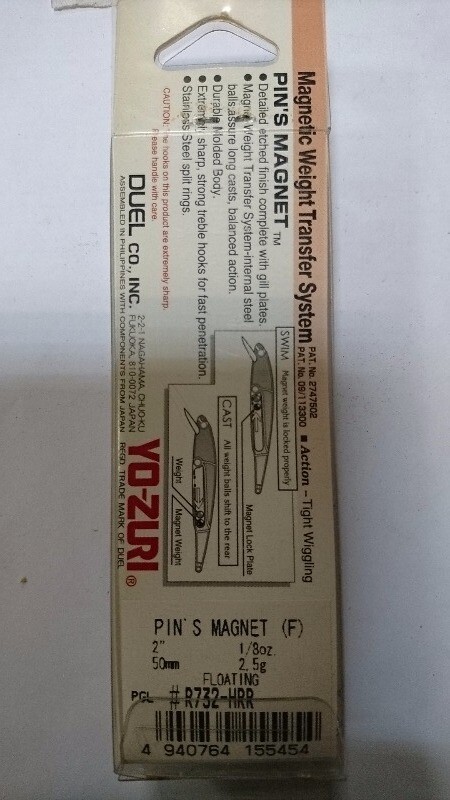 Magnetic Weight Transfer System
PAT. No. 2747502
PAT. No. 09/113300
■ Action – Tight Wiggling
PIN'S MAGNET ™
● Detailed etched finish complete with gill plates.
● Magnetic Weight Transfer System-internal steel
balls assure long casts, balanced action.
● Durable Molded Body.
● Extremely sharp, strong treble hooks for fast penetration.
● Stainless Steel split rings.
CAUTION: The hooks on this product are extremely sharp.
Please handle with care.
SWIM
Magnet weight is locked properly
Magnet Lock Plate
CAST
All weight balls shift to the rear
Weight
Magnet Weight
DUEL CO., INC.
2-2-1 NAGAHAMA CHUO-KU
FUKUOKA, 810-0072 JAPAN
ASSEMBLED IN PHILIPPINES WITH COMPONENTS FROM JAPAN
YO-ZURI ®
REGD. TRADE MARK OF DUEL
PIN'S MAGNET (F)
2" 1/8oz.
50mm 2.5g
FLOATING
PGL # R732-HRR
4 940764 155454